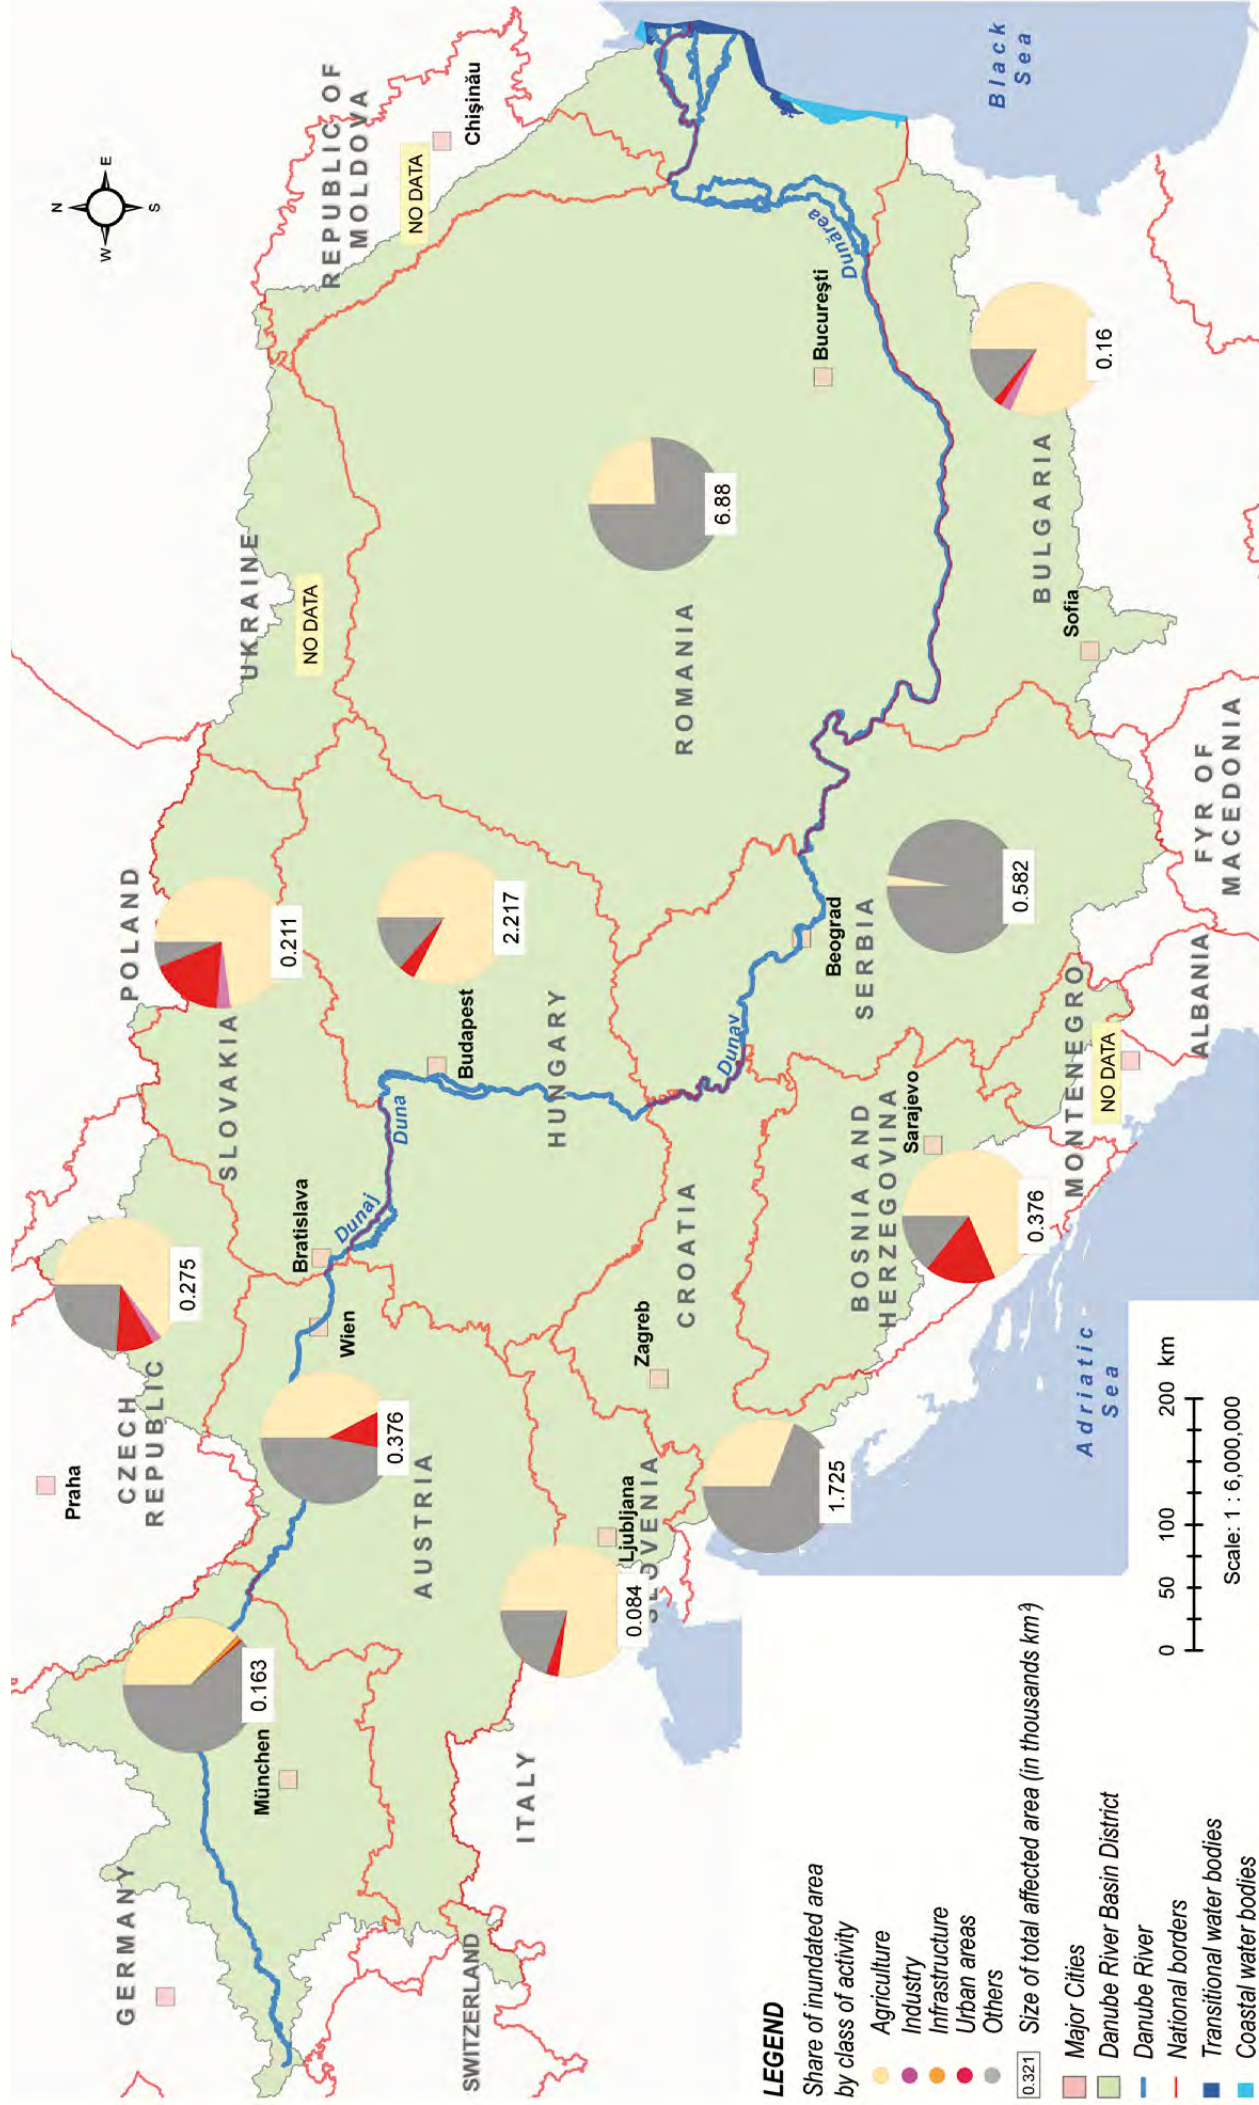 N
W
E
S
REPUBLIC OF
MOLDOVA
Chişinău
NO DATA
Black
Sea
UKRAINE
NO DATA
POLAND
0.211
SLOVAKIA
CZECH
REPUBLIC
0.275
Praha
GERMANY
0.163
München
Wien
Bratislava
Dunaj
Duna
2.217
Budapest
HUNGARY
0.376
AUSTRIA
SWITZERLAND
ITALY
0.084
Ljubljana
SLOVENIA
Zagreb
CROATIA
1.725
BOSNIA AND
HERZEGOVINA
Sarajevo
0.376
Dunav
Beograd
SERBIA
0.582
ROMANIA
6.88
Bucureşti
Dunărea
BULGARIA
0.16
Sofia
MONTENEGRO
NO DATA
ALBANIA
FYR OF
MACEDONIA
Adriatic
Sea
LEGEND
Share of inundated area
by class of activity
Agriculture
Industry
Infrastructure
Urban areas
Others
0.321 Size of total affected area (in thousands km²)
Major Cities
Danube River Basin District
Danube River
National borders
Transitional water bodies
Coastal water bodies
0 50 100 200 km
Scale: 1 : 6,000,000